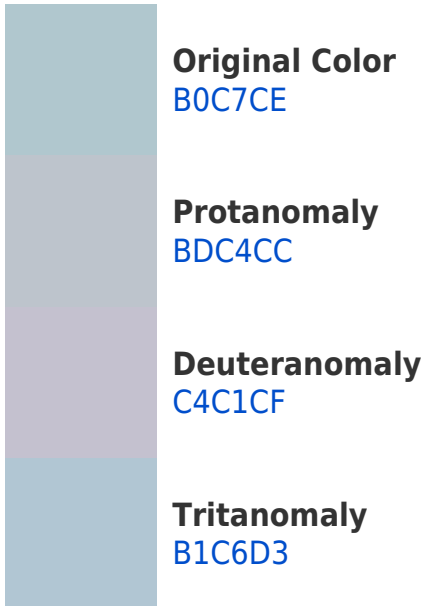 Original Color
B0C7CE
Protanomaly
BDC4CC
Deuteranomaly
C4C1CF
Tritanomaly
B1C6D3